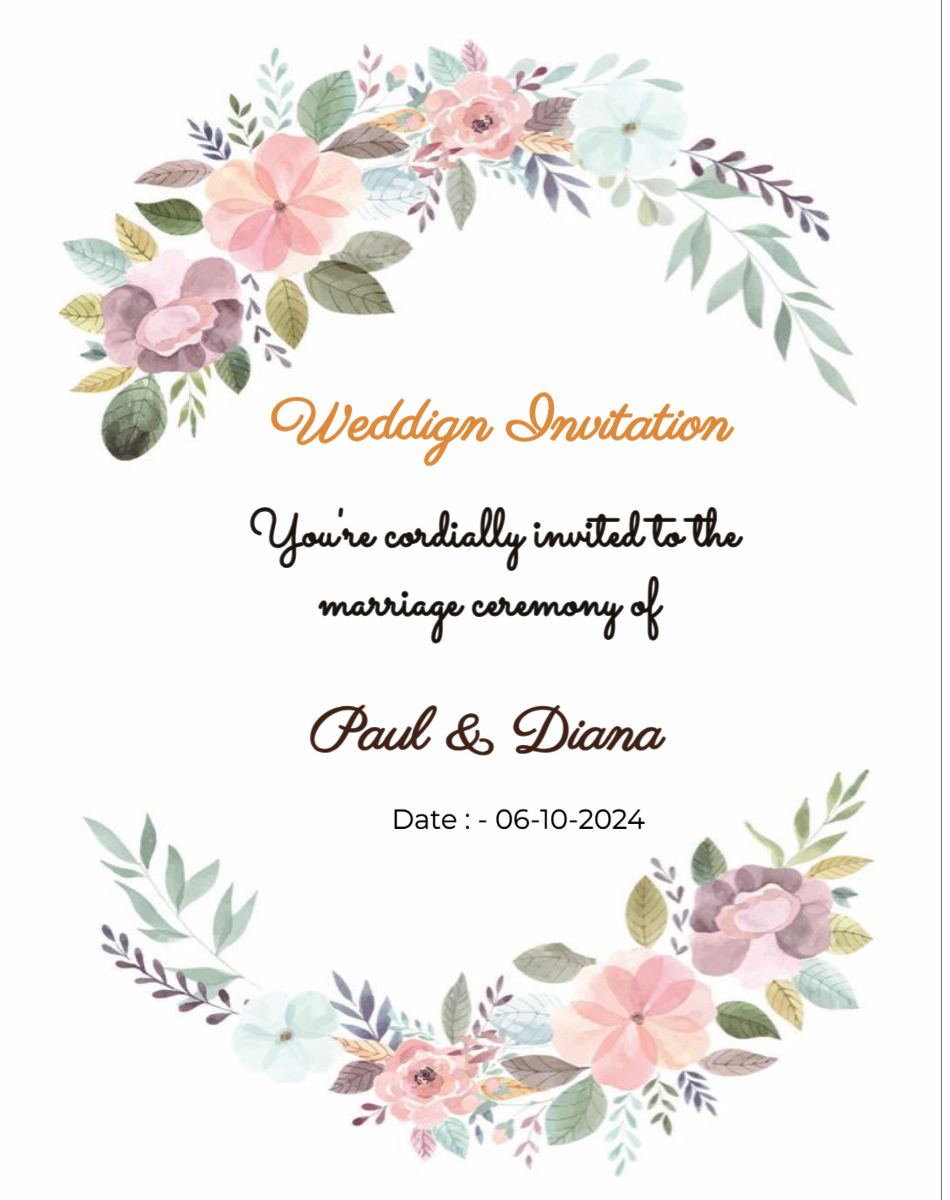 Weddign Invitation
You're cordially invited to the
marriage ceremony of
Paul & Diana
Date : - 06-10-2024